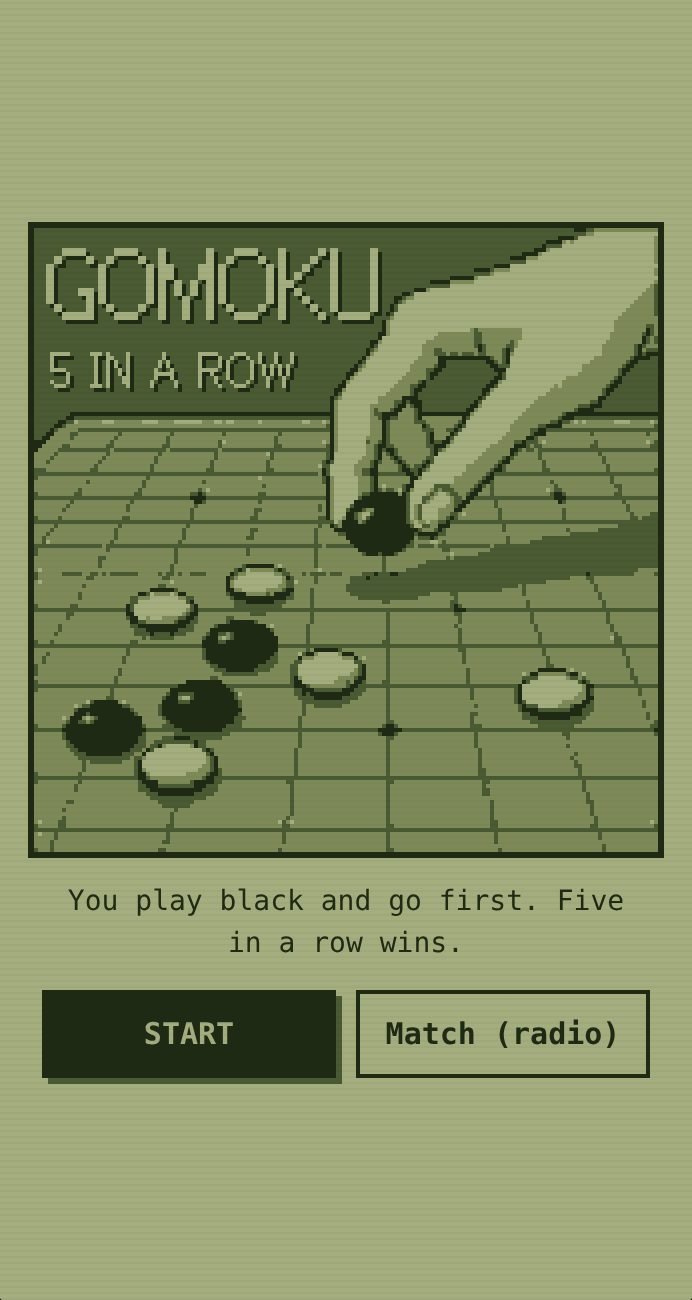 GOMOKU
5 IN A ROW
You play black and go first. Five
in a row wins.
START
Match (radio)